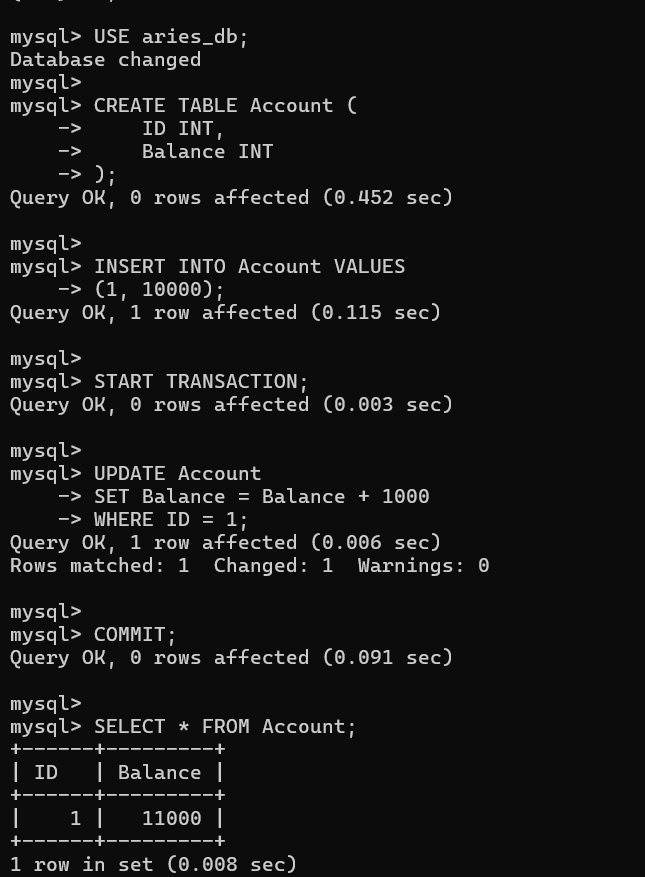 mysql> USE aries_db;
Database changed
mysql>
mysql> CREATE TABLE Account (
    ->     ID INT,
    ->     Balance INT
    -> );
Query OK, 0 rows affected (0.452 sec)

mysql>
mysql> INSERT INTO Account VALUES
    -> (1, 10000);
Query OK, 1 row affected (0.115 sec)

mysql>
mysql> START TRANSACTION;
Query OK, 0 rows affected (0.003 sec)

mysql>
mysql> UPDATE Account
    -> SET Balance = Balance + 1000
    -> WHERE ID = 1;
Query OK, 1 row affected (0.006 sec)
Rows matched: 1  Changed: 1  Warnings: 0

mysql>
mysql> COMMIT;
Query OK, 0 rows affected (0.091 sec)

mysql>
mysql> SELECT * FROM Account;
+------+---------+
| ID   | Balance |
+------+---------+
|    1 |   11000 |
+------+---------+
1 row in set (0.008 sec)